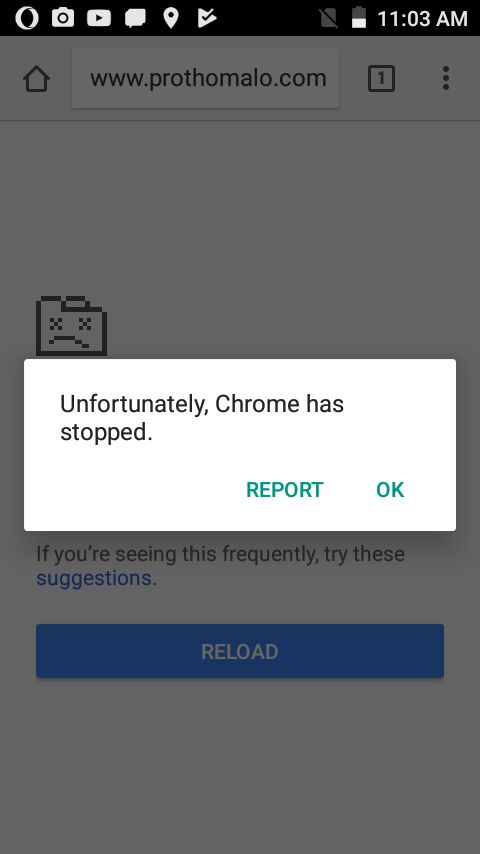 11:03 AM
www.prothomalo.com
1
Unfortunately, Chrome has
stopped.
REPORT
OK
If you’re seeing this frequently, try these
suggestions.
RELOAD